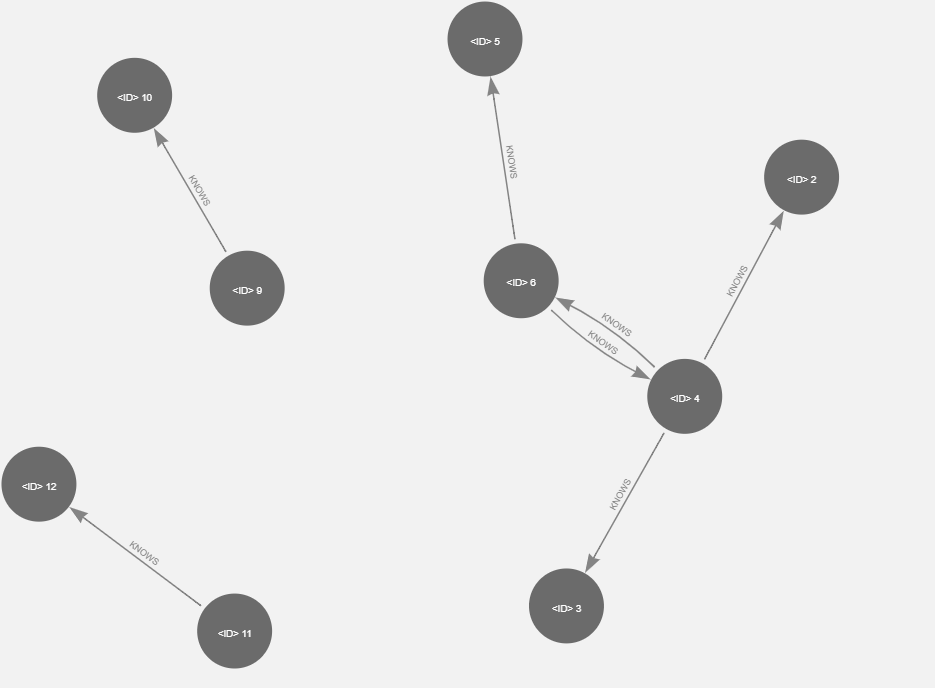 <ID> 5
<ID> 10
KNOWS
<ID> 2
KNOWS
<ID> 9
<ID> 6
KNOWS
KNOWS
KNOWS
<ID> 4
<ID> 12
KNOWS
KNOWS
<ID> 3
<ID> 11